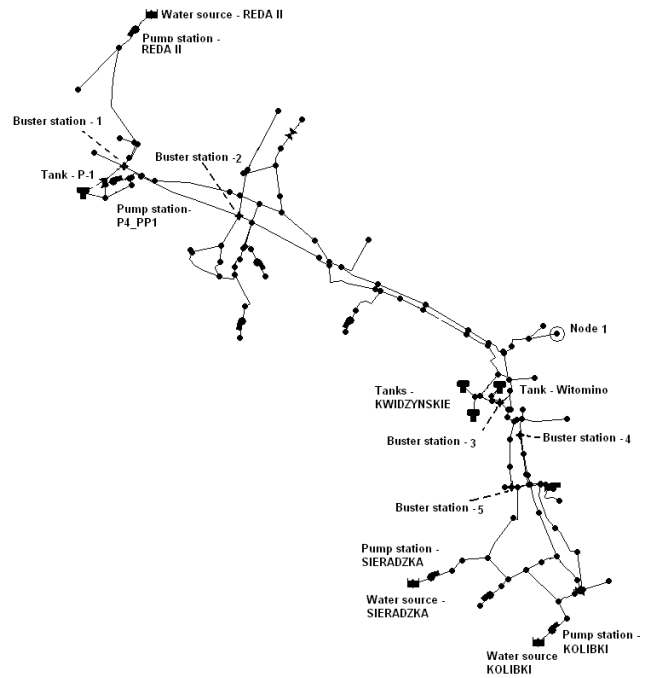 Water source - REDA II
Pump station -
REDA II
Buster station - 1
Buster station -2
Tank - P-1
Pump station-
P4_PP1
Node 1
Tanks -
KWIDZYNSKIE
Tank - Witomino
Buster station - 3
Buster station - 4
Buster station - 5
Pump station -
SIERADZKA
Water source -
SIERADZKA
Pump station -
KOLIBKI
Water source
KOLIBKI